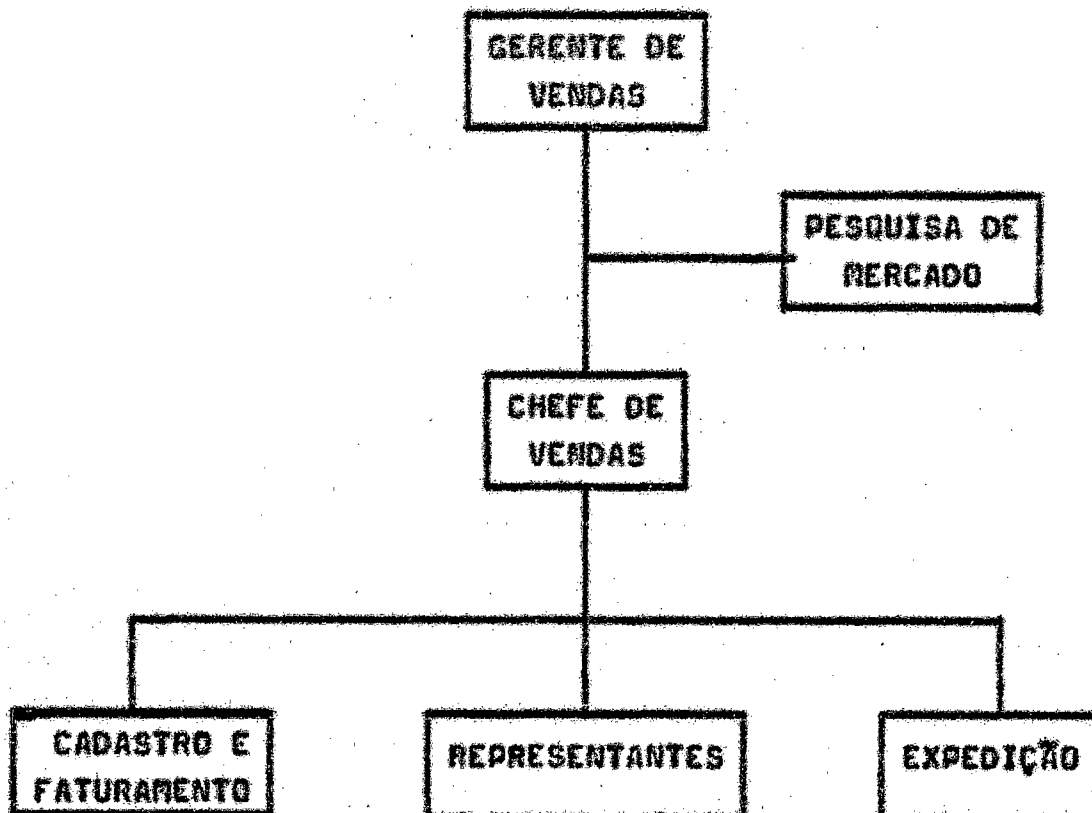 GERENTE DE
VENDAS
PESQUISA DE
MERCADO
CHEFE DE
VENDAS
CADASTRO E
FATURAMENTO
REPRESENTANTES
EXPEDIÇÃO